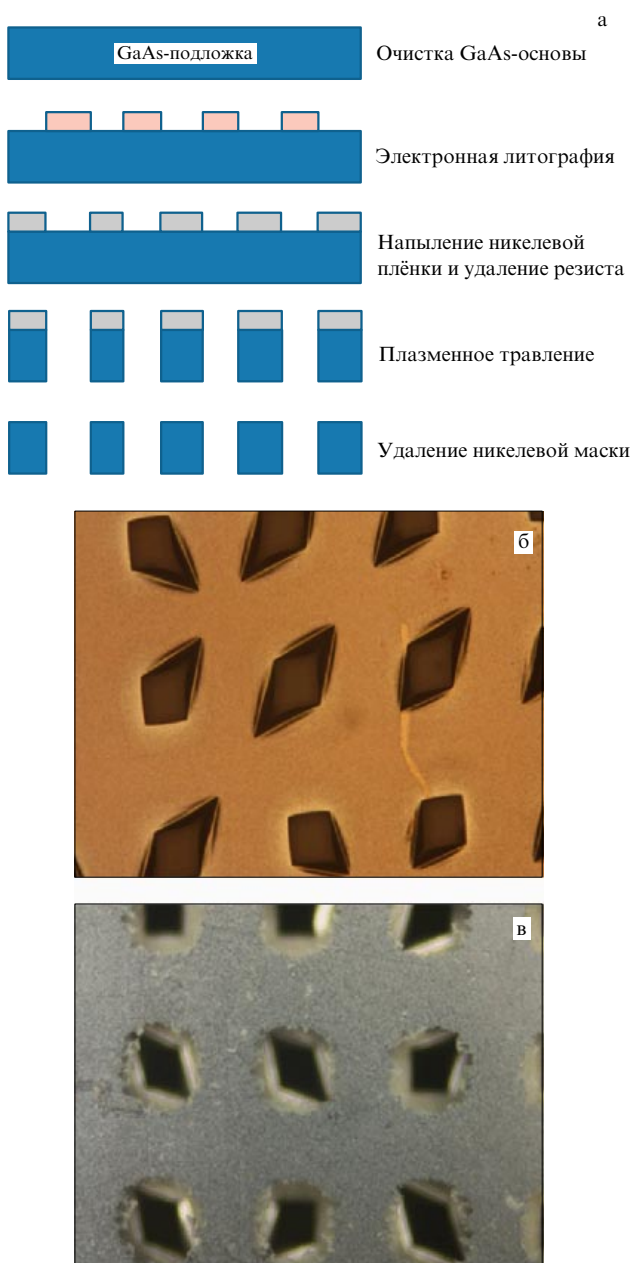 а
GaAs-подложка
Очистка GaAs-основы
Электронная литография
Напыление никелевой
плёнки и удаление резиста
Плазменное травление
Удаление никелевой маски
б
в